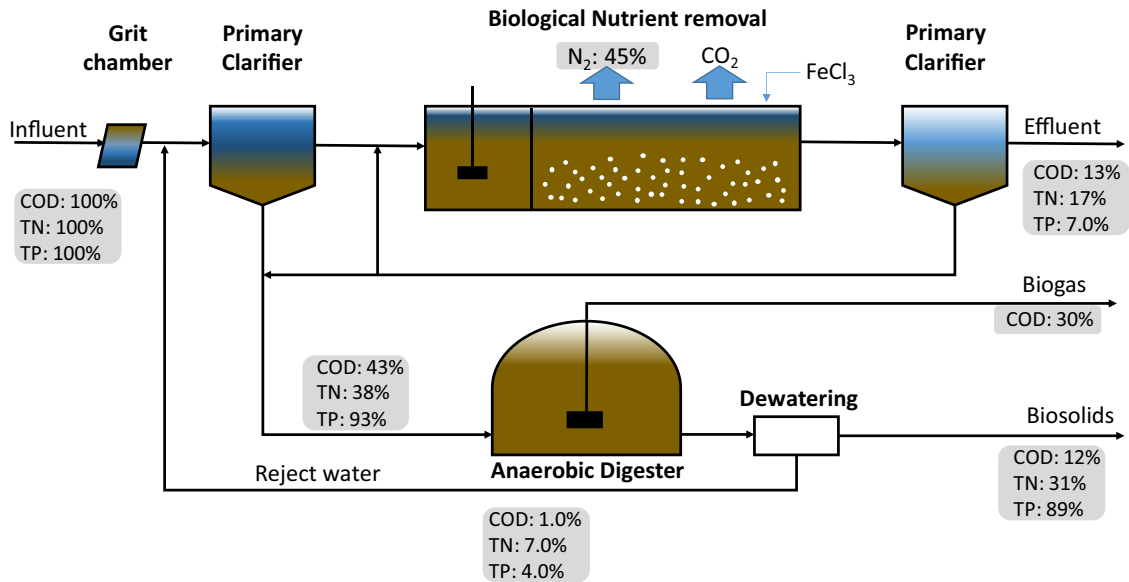 Biological Nutrient removal
Grit
chamber
Primary
Clarifier
N₂: 45%
CO₂
FeCl₃
Primary
Clarifier
Influent
Effluent
COD: 100%
TN: 100%
TP: 100%
COD: 13%
TN: 17%
TP: 7.0%
Biogas
COD: 30%
COD: 43%
TN: 38%
TP: 93%
Dewatering
Biosolids
Anaerobic Digester
Reject water
COD: 12%
TN: 31%
TP: 89%
COD: 1.0%
TN: 7.0%
TP: 4.0%